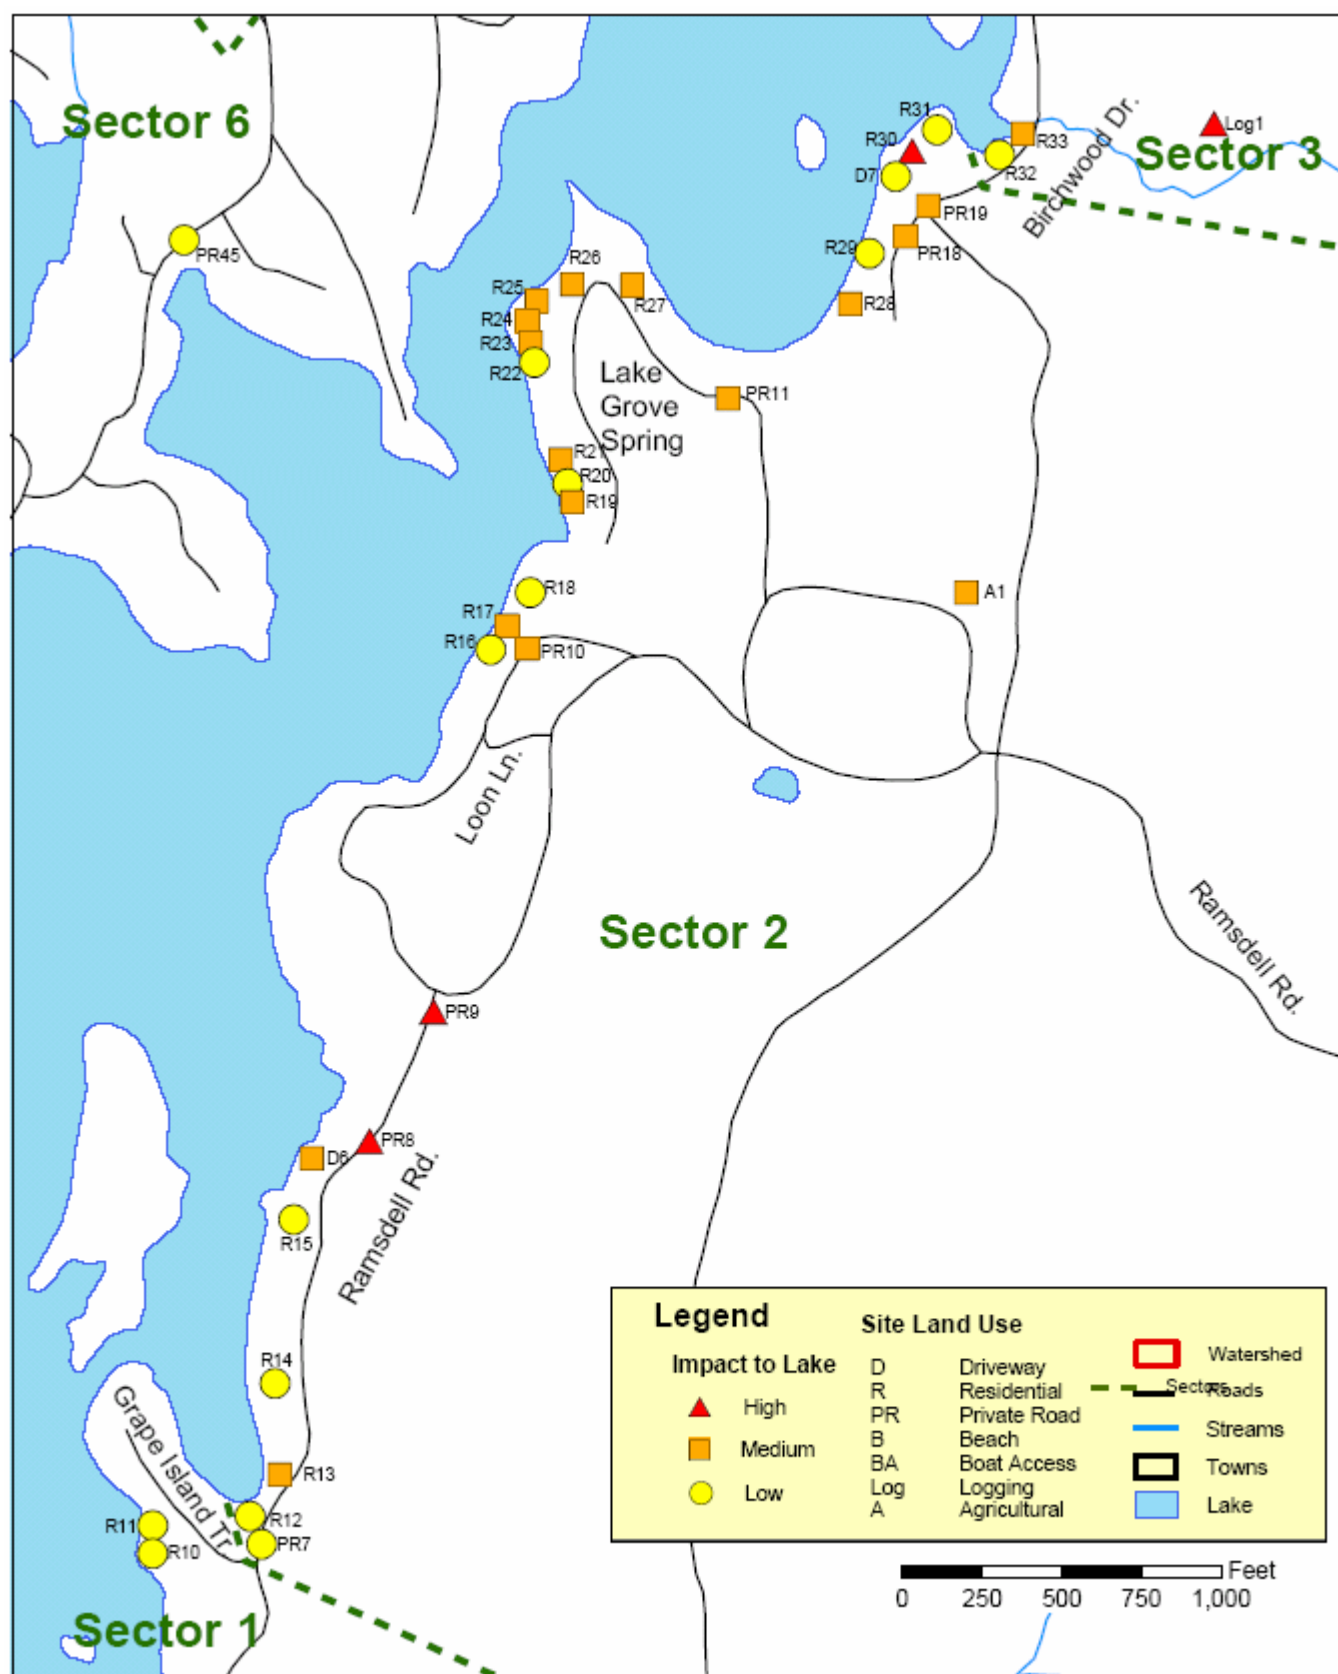 Sector 6
R31
R30
Log1
R33
Sector 3
D7
R32
Birchwood Dr.
PR19
PR45
R29
PR18
R26
R25
R27
R28
R24
R23
R22
Lake
Grove
Spring
PR11
R21
R20
R19
R18
A1
R17
R16
PR10
Loon Ln.
Sector 2
Ramsdell Rd.
PR9
PR8
D6
Ramsdell Rd.
R15
R14
Grape Island Tr.
R13
R12
R11
PR7
R10
Sector 1
Legend
Impact to Lake
High
Medium
Low
Site Land Use
D Driveway
R Residential
PR Private Road
B Beach
BA Boat Access
Log Logging
A Agricultural
Watershed
Sectors
Roads
Streams
Towns
Lake
Feet
0 250 500 750 1,000